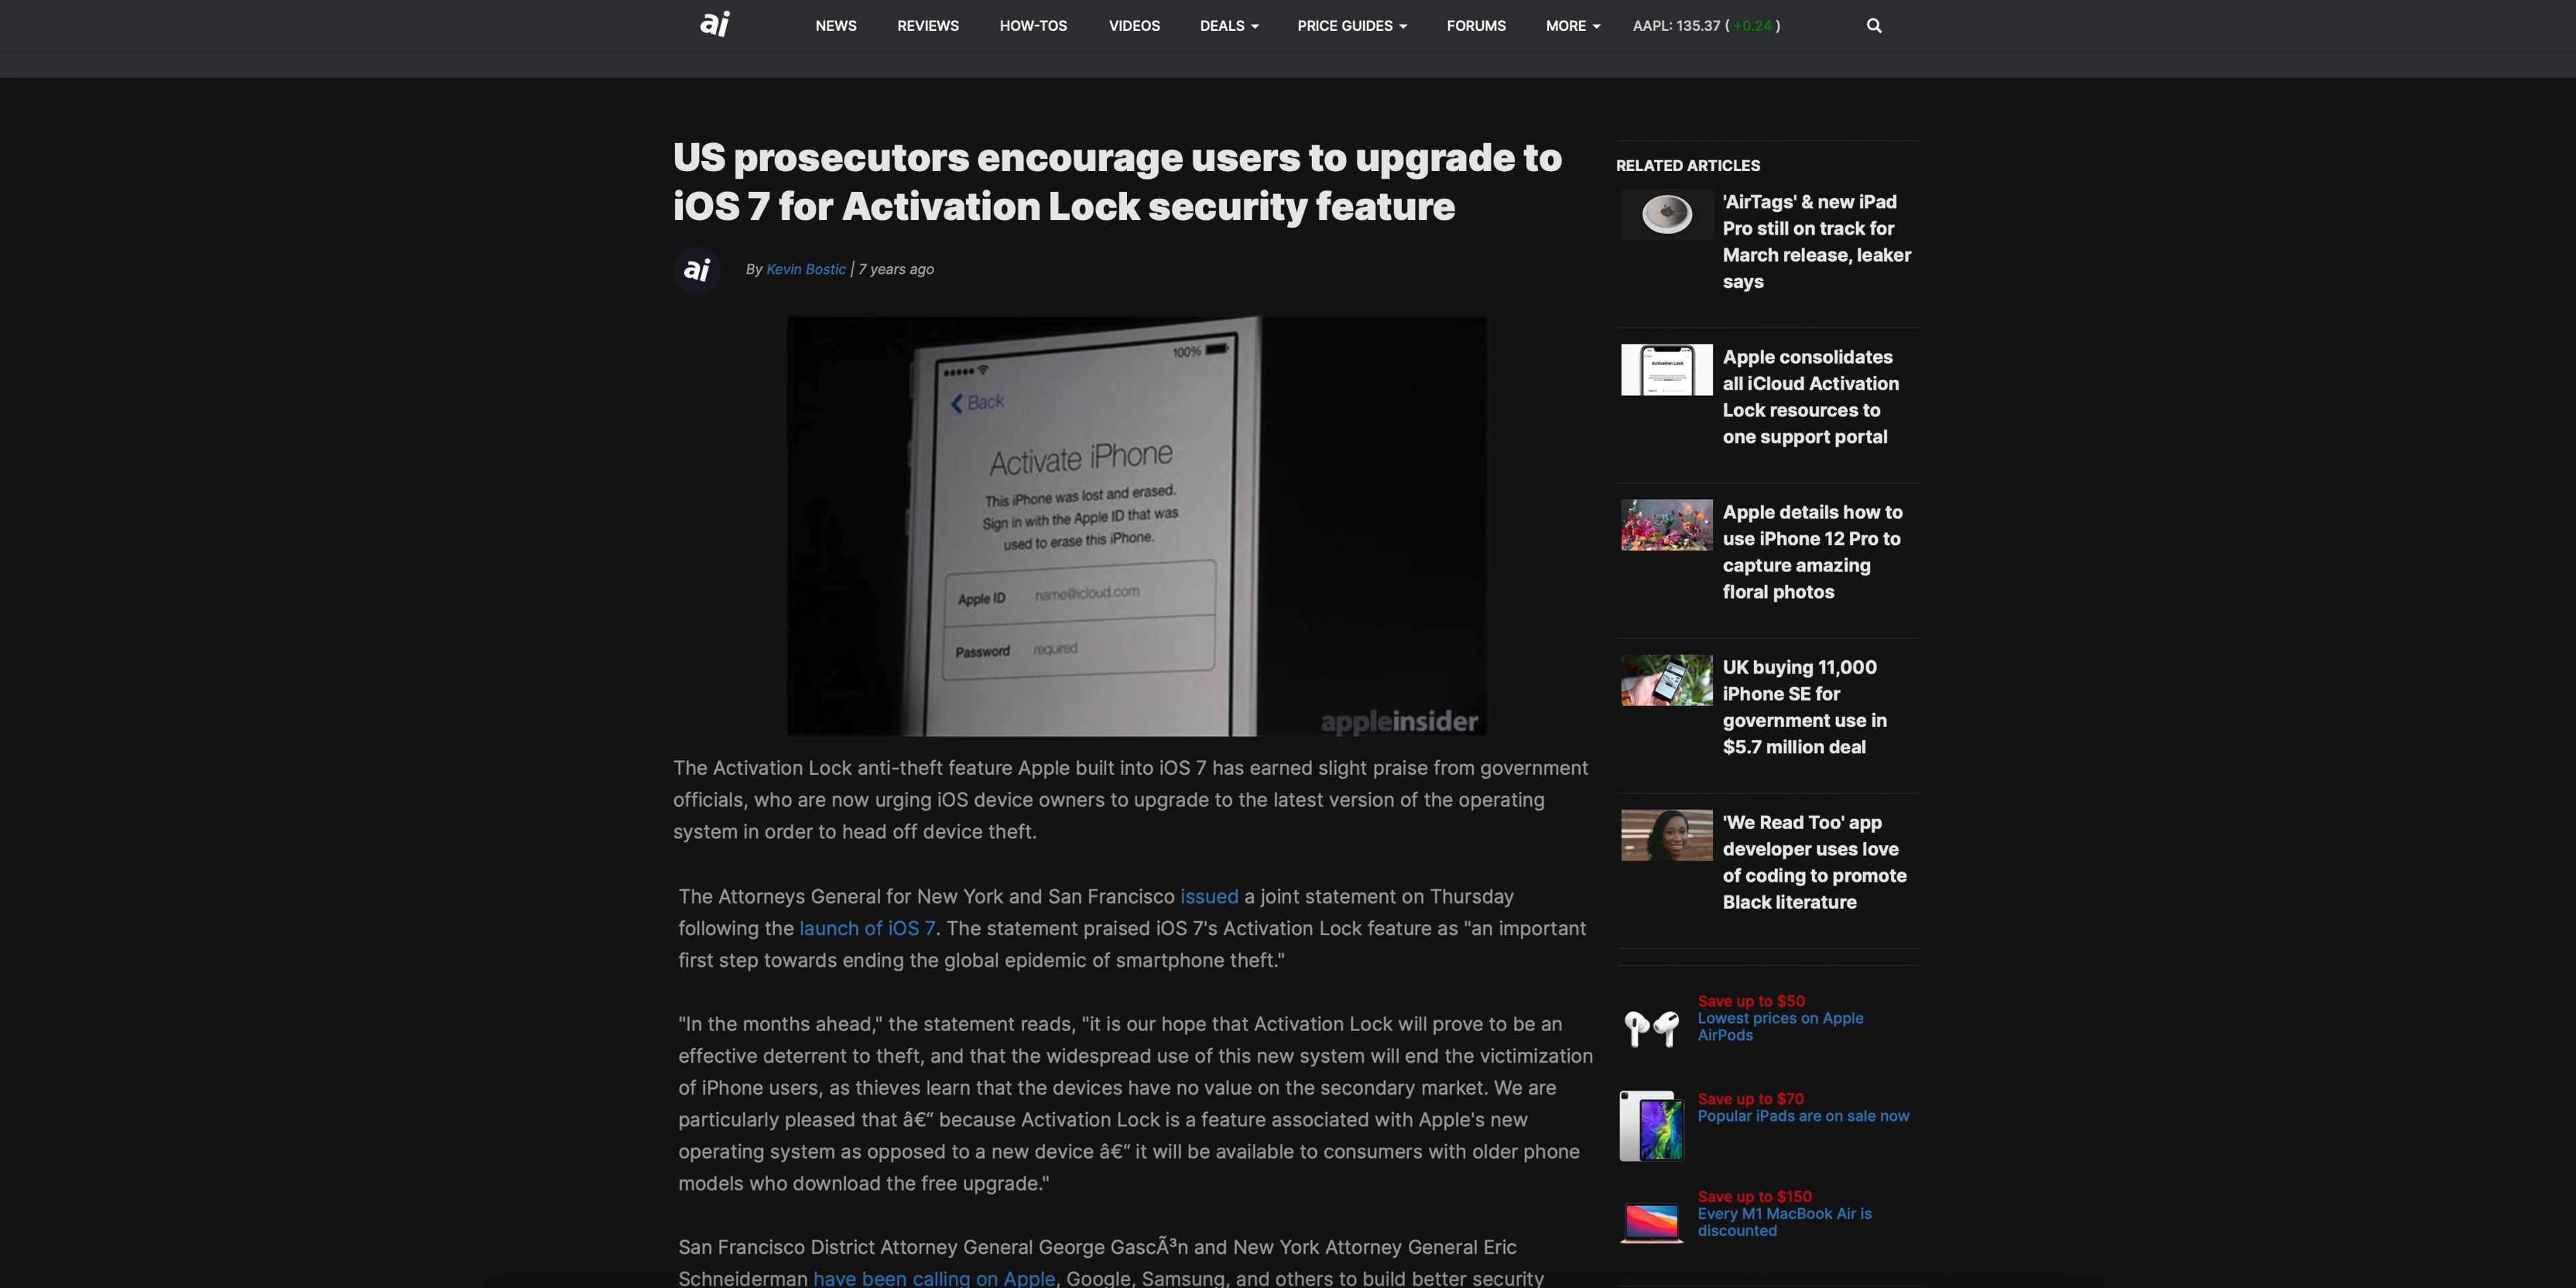 ai
NEWS
REVIEWS
HOW-TOS
VIDEOS
DEALS
PRICE GUIDES
FORUMS
MORE
AAPL: 135.37 ( +0.24 )
US prosecutors encourage users to upgrade to
iOS 7 for Activation Lock security feature
ai
By Kevin Bostic | 7 years ago
100%
Back
Activate iPhone
This iPhone was lost and erased.
Sign in with the Apple ID that was
used to erase this iPhone.
Apple ID name@icloud.com
Password required
appleinsider
The Activation Lock anti-theft feature Apple built into iOS 7 has earned slight praise from government
officials, who are now urging iOS device owners to upgrade to the latest version of the operating
system in order to head off device theft.
The Attorneys General for New York and San Francisco issued a joint statement on Thursday
following the launch of iOS 7. The statement praised iOS 7's Activation Lock feature as "an important
first step towards ending the global epidemic of smartphone theft."
"In the months ahead," the statement reads, "it is our hope that Activation Lock will prove to be an
effective deterrent to theft, and that the widespread use of this new system will end the victimization
of iPhone users, as thieves learn that the devices have no value on the secondary market. We are
particularly pleased that â€“ because Activation Lock is a feature associated with Apple's new
operating system as opposed to a new device â€“ it will be available to consumers with older phone
models who download the free upgrade."
San Francisco District Attorney General George GascÃ³n and New York Attorney General Eric
Schneiderman have been calling on Apple, Google, Samsung, and others to build better security
RELATED ARTICLES
'AirTags' & new iPad
Pro still on track for
March release, leaker
says
Activation Lock
Apple consolidates
all iCloud Activation
Lock resources to
one support portal
Apple details how to
use iPhone 12 Pro to
capture amazing
floral photos
UK buying 11,000
iPhone SE for
government use in
$5.7 million deal
'We Read Too' app
developer uses love
of coding to promote
Black literature
Save up to $50
Lowest prices on Apple
AirPods
Save up to $70
Popular iPads are on sale now
Save up to $150
Every M1 MacBook Air is
discounted